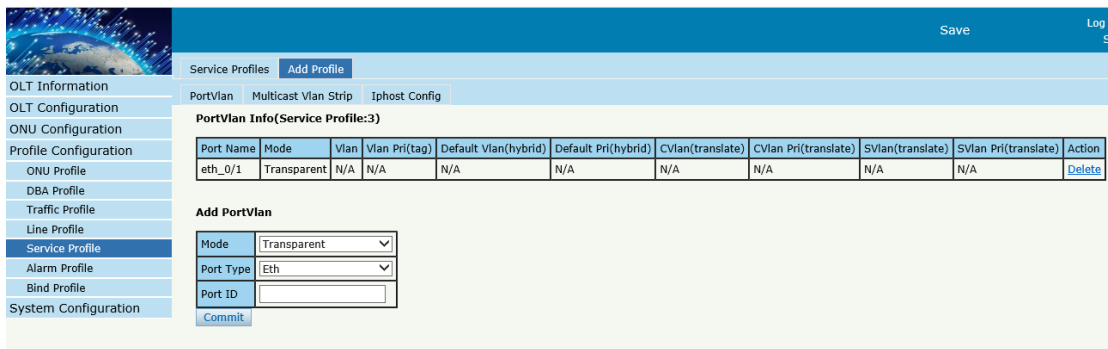 Save
Log
S
Service Profiles Add Profile
OLT Information
OLT Configuration
ONU Configuration
Profile Configuration
ONU Profile
DBA Profile
Traffic Profile
Line Profile
Service Profile
Alarm Profile
Bind Profile
System Configuration
PortVlan Multicast Vlan Strip Iphost Config
PortVlan Info(Service Profile:3)
Port Name Mode Vlan Vlan Pri(tag) Default Vlan(hybrid) Default Pri(hybrid) CVlan(translate) CVlan Pri(translate) SVlan(translate) SVlan Pri(translate) Action
eth_0/1 Transparent N/A N/A N/A N/A N/A N/A N/A N/A Delete
Add PortVlan
Mode Transparent
Port Type Eth
Port ID
Commit